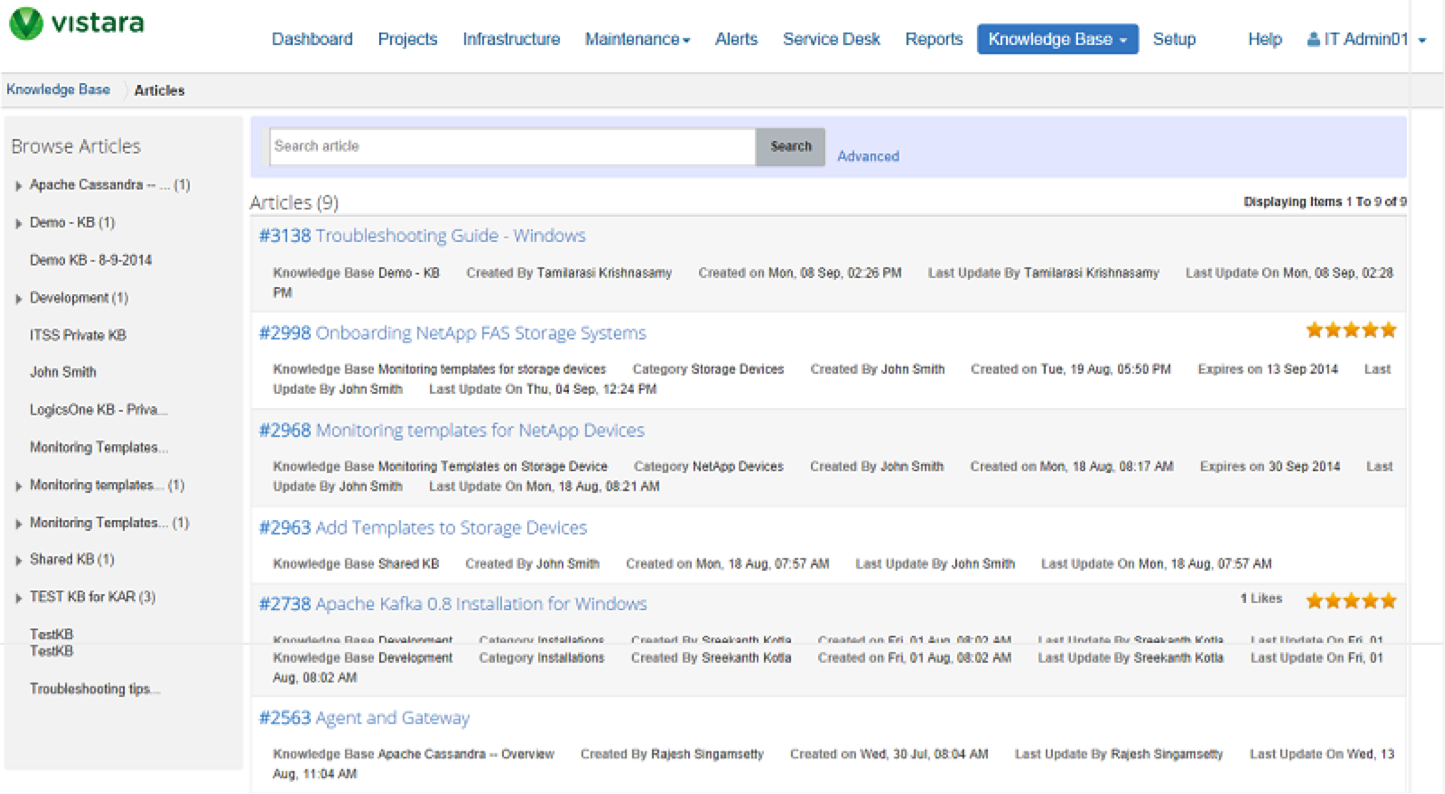 vistara
Dashboard Projects Infrastructure Maintenance Alerts Service Desk Reports Knowledge Base Setup Help IT Admin01
Knowledge Base Articles
Browse Articles
Apache Cassandra -- ... (1)
Demo - KB (1)
Demo KB - 8-9-2014
Development (1)
ITSS Private KB
John Smith
LogicsOne KB - Priva...
Monitoring Templates...
Monitoring templates... (1)
Monitoring Templates... (1)
Shared KB (1)
TEST KB for KAR (3)
TestKB
TestKB
Troubleshooting tips...
Search article Search Advanced
Articles (9) Displaying Items 1 To 9 of 9
#3138 Troubleshooting Guide - Windows
Knowledge Base Demo - KB Created By Tamilarasi Krishnasamy Created on Mon, 08 Sep, 02:26 PM Last Update By Tamilarasi Krishnasamy Last Update On Mon, 08 Sep, 02:28
PM
#2998 Onboarding NetApp FAS Storage Systems
Knowledge Base Monitoring templates for storage devices Category Storage Devices Created By John Smith Created on Tue, 19 Aug, 05:50 PM Expires on 13 Sep 2014 Last
Update By John Smith Last Update On Thu, 04 Sep, 12:24 PM
#2968 Monitoring templates for NetApp Devices
Knowledge Base Monitoring Templates on Storage Device Category NetApp Devices Created By John Smith Created on Mon, 18 Aug, 08:17 AM Expires on 30 Sep 2014 Last
Update By John Smith Last Update On Mon, 18 Aug, 08:21 AM
#2963 Add Templates to Storage Devices
Knowledge Base Shared KB Created By John Smith Created on Mon, 18 Aug, 07:57 AM Last Update By John Smith Last Update On Mon, 18 Aug, 07:57 AM
#2738 Apache Kafka 0.8 Installation for Windows 1 Likes
Knowledge Base Development Category Installations Created By Sreekanth Kotla Created on Fri, 01 Aug, 08:02 AM Last Update By Sreekanth Kotla Last Update On Fri, 01
Knowledge Base Development Category Installations Created By Sreekanth Kotla Created on Fri, 01 Aug, 08:02 AM Last Update By Sreekanth Kotla Last Update On Fri, 01
Aug, 08:02 AM
#2563 Agent and Gateway
Knowledge Base Apache Cassandra -- Overview Created By Rajesh Singamsetty Created on Wed, 30 Jul, 08:04 AM Last Update By Rajesh Singamsetty Last Update On Wed, 13
Aug, 11:04 AM